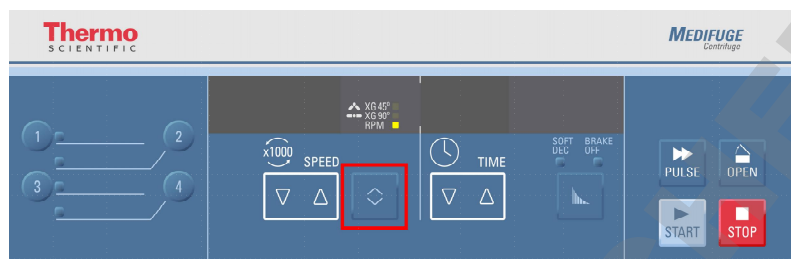 Thermo
SCIENTIFIC
MEDIFUGE
Centrifuge
XG 45°
XG 90°
RPM
1
2
3
4
x1000
SPEED
TIME
SOFT DEC
BRAKE OFF
PULSE
OPEN
START
STOP